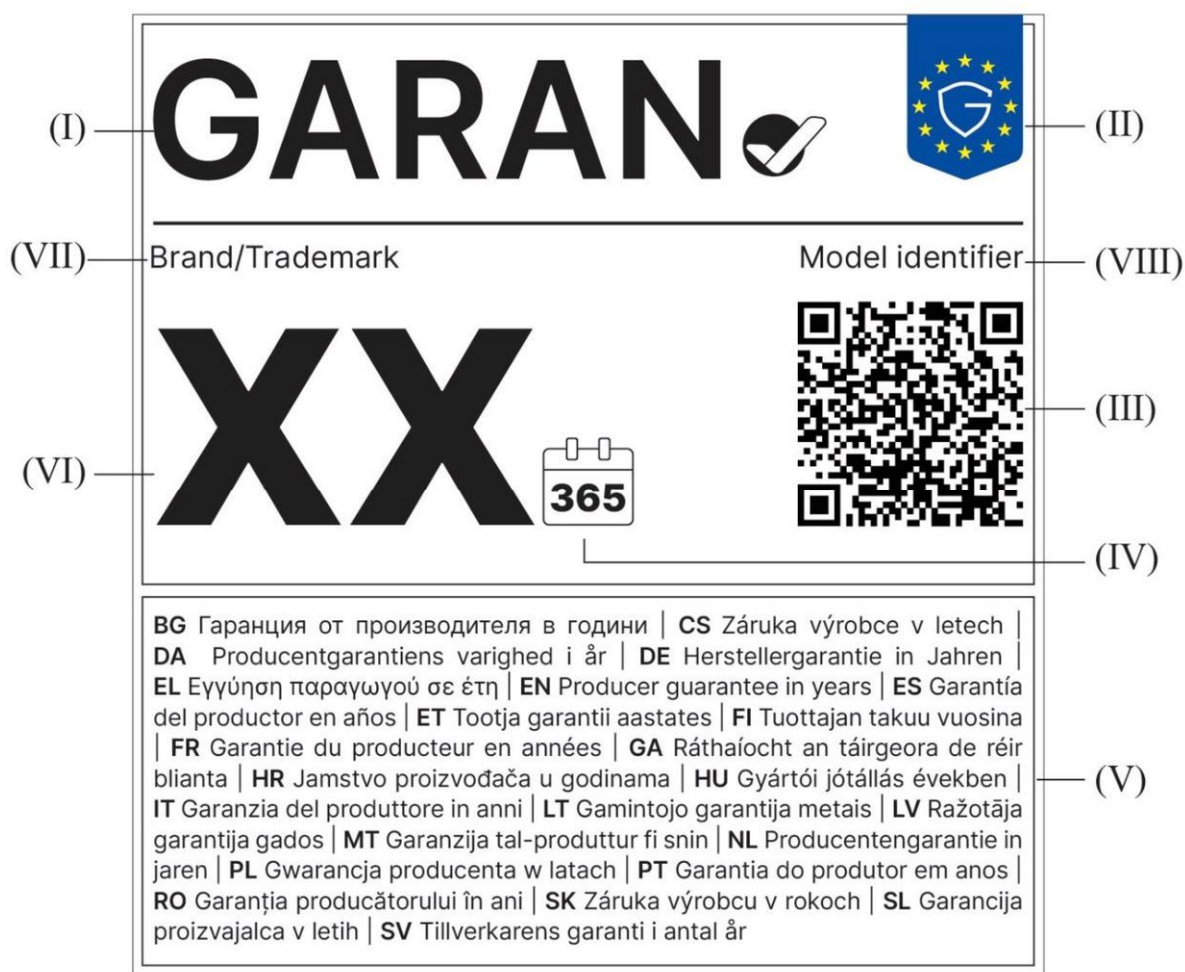 GARAN
(I)
(II)
G
(VII)
Brand/Trademark
Model identifier
(VIII)
XX
365
(III)
(VI)
(IV)
BG Гаранция от производителя в години | CS Záruka výrobce v letech |
DA Producentgarantiens varighed i år | DE Herstellergarantie in Jahren |
EL Εγγύηση παραγωγού σε έτη | EN Producer guarantee in years | ES Garantía
del productor en años | ET Tootja garantii aastates | FI Tuottajan takuu vuosina
| FR Garantie du producteur en années | GA Ráthaíocht an táirgeora de réir
blianta | HR Jamstvo proizvođača u godinama | HU Gyártói jótállás években |
IT Garanzia del produttore in anni | LT Gamintojo garantija metais | LV Ražotāja
garantija gados | MT Garanzija tal-produttur fi snin | NL Producentengarantie in
jaren | PL Gwarancja producenta w latach | PT Garantia do produtor em anos |
RO Garanția producătorului în ani | SK Záruka výrobcu v rokoch | SL Garancija
proizvajalca v letih | SV Tillverkarens garanti i antal år
(V)